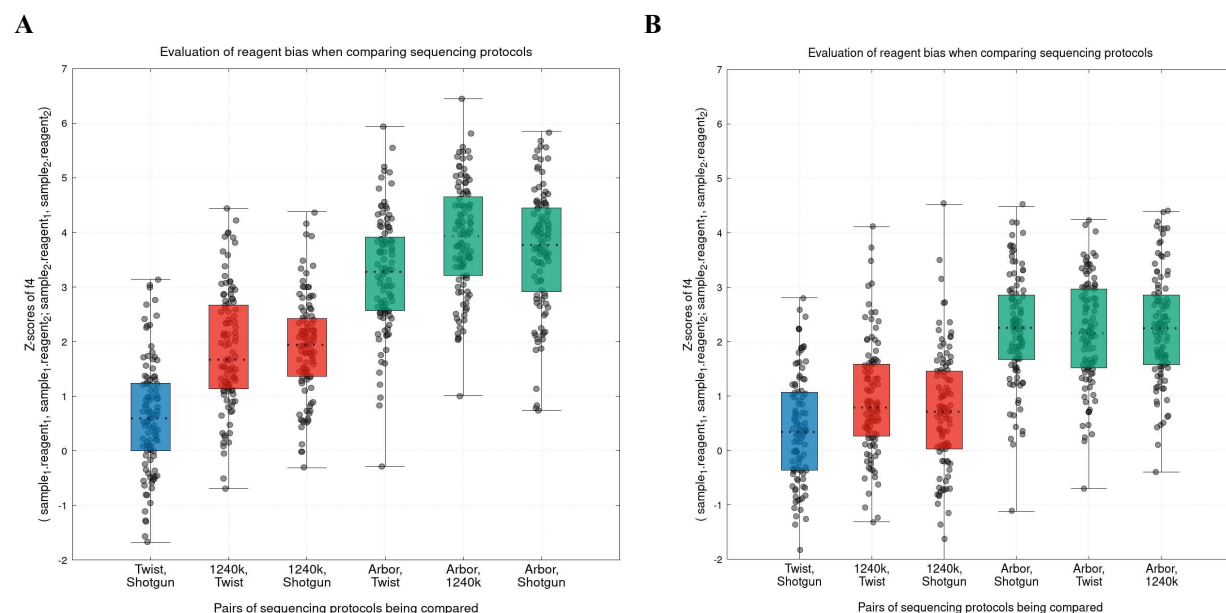 A
Evaluation of reagent bias when comparing sequencing protocols
Z-scores of f4
( sample1.reagent1, sample1.reagent2; sample2.reagent1, sample2.reagent2)
7
6
5
4
3
2
1
0
-1
-2
Twist, Shotgun
1240k, Twist
1240k, Shotgun
Arbor, Twist
Arbor, 1240k
Arbor, Shotgun
Pairs of sequencing protocols being compared
B
Evaluation of reagent bias when comparing sequencing protocols
Z-scores of f4
( sample1.reagent1, sample1.reagent2; sample2.reagent1, sample2.reagent2)
7
6
5
4
3
2
1
0
-1
-2
Twist, Shotgun
1240k, Twist
1240k, Shotgun
Arbor, Shotgun
Arbor, Twist
Arbor, 1240k
Pairs of sequencing protocols being compared